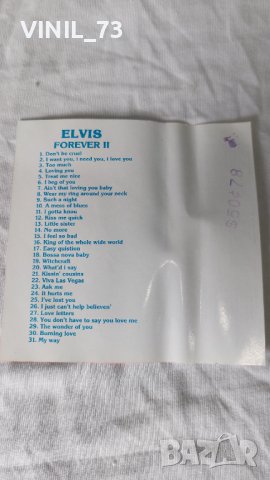 VINIL_73
ELVIS
FOREVER II
1. Don't be cruel
2. I want you, I need you, I love you
3. Too much
4. Loving you
5. Treat me nice
6. I beg of you
7. Ain't that loving you baby
8. Wear my ring around your neck
9. Such a night
10. A mess of blues
11. I gotta know
12. Kiss me quick
13. Little sister
14. No more
15. I feel so bad
16. King of the whole wide world
17. Easy quistion
18. Bossa nova baby
19. Witchcraft
20. What'd I say
21. Kissin' cousins
22. Viva Las Vegas
23. Ask me
24. It hurts me
25. I've lost you
26. I just can't help believen'
27. Love letters
28. You don't have to say you love me
29. The wonder of you
30. Burning love
31. My way
BAZAR